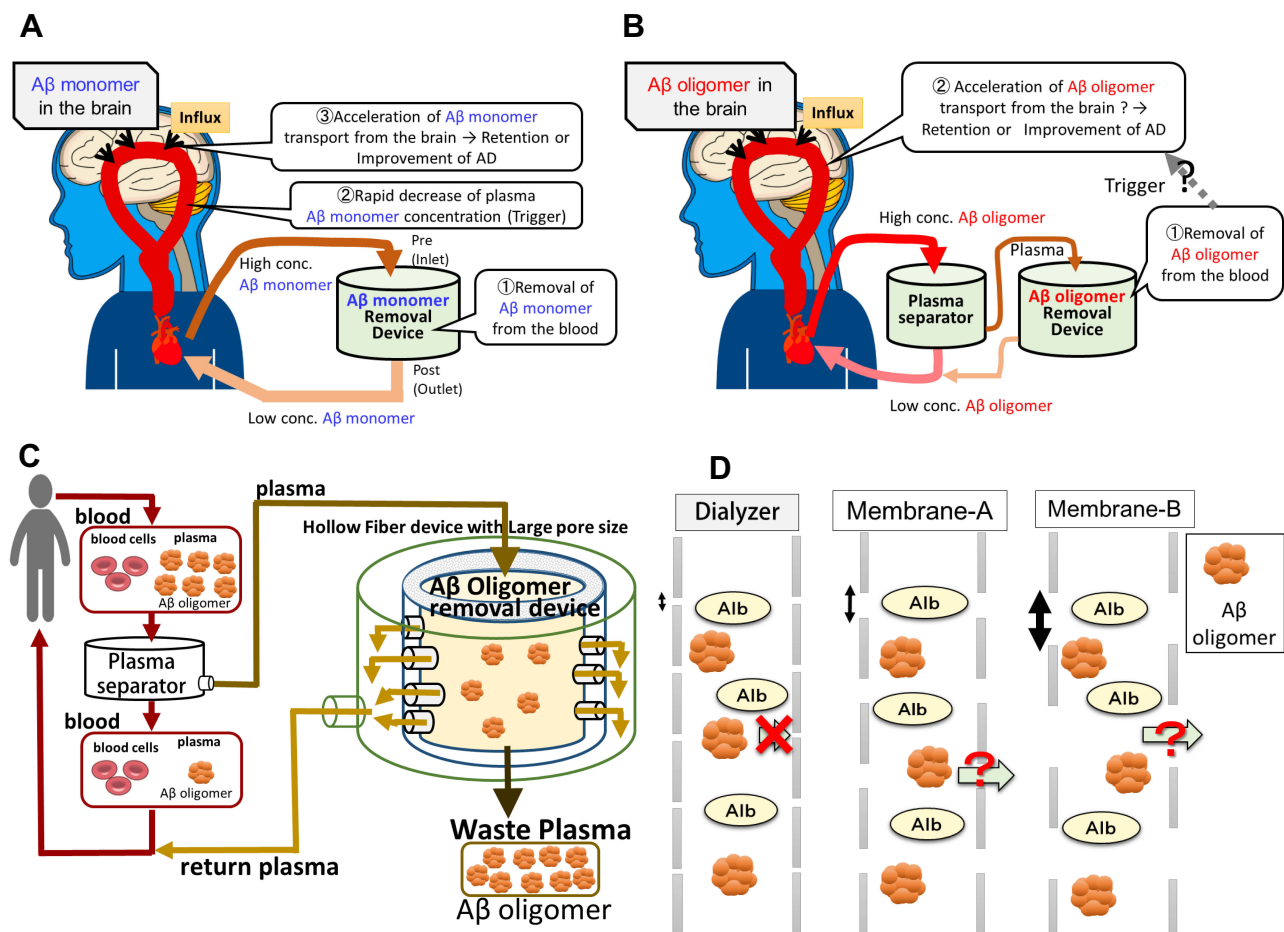 A
Aβ monomer
in the brain
Influx
③Acceleration of Aβ monomer
transport from the brain → Retention or
Improvement of AD
②Rapid decrease of plasma
Aβ monomer concentration (Trigger)
High conc.
Aβ monomer
Pre
(Inlet)
Aβ monomer
Removal
Device
①Removal of
Aβ monomer
from the blood
Post
(Outlet)
Low conc. Aβ monomer
B
Aβ oligomer in
the brain
Influx
② Acceleration of Aβ oligomer
transport from the brain ? →
Retention or Improvement of AD
Trigger ?
High conc. Aβ oligomer
Plasma
Plasma
separator
Aβ oligomer
Removal
Device
①Removal of
Aβ oligomer
from the blood
Low conc. Aβ oligomer
C
blood
blood cells
plasma
Aβ oligomer
Plasma
separator
blood
blood cells
plasma
Aβ oligomer
plasma
Hollow Fiber device with Large pore size
Aβ Oligomer
removal device
return plasma
Waste Plasma
Aβ oligomer
D
Dialyzer
Alb
Alb
Alb
Membrane-A
Alb
Alb
?
Alb
Membrane-B
Alb
Alb
?
Alb
Aβ
oligomer